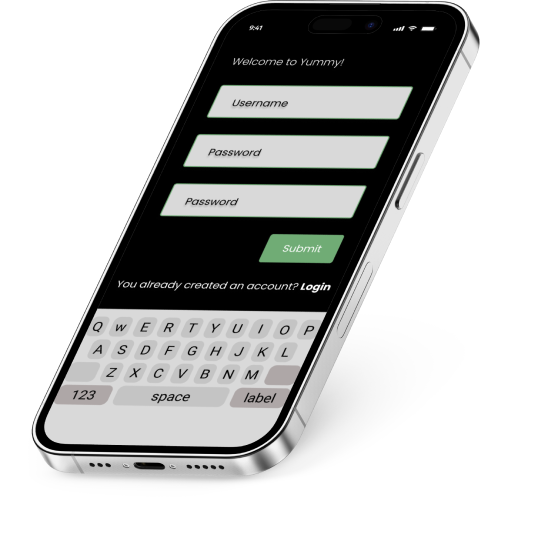 9:41
Welcome to Yummy!
Username
Password
Password
Submit
You already created an account? Login
Q W E R T Y U I O P
A S D F G H J K L
Z X C V B N M
123 space label